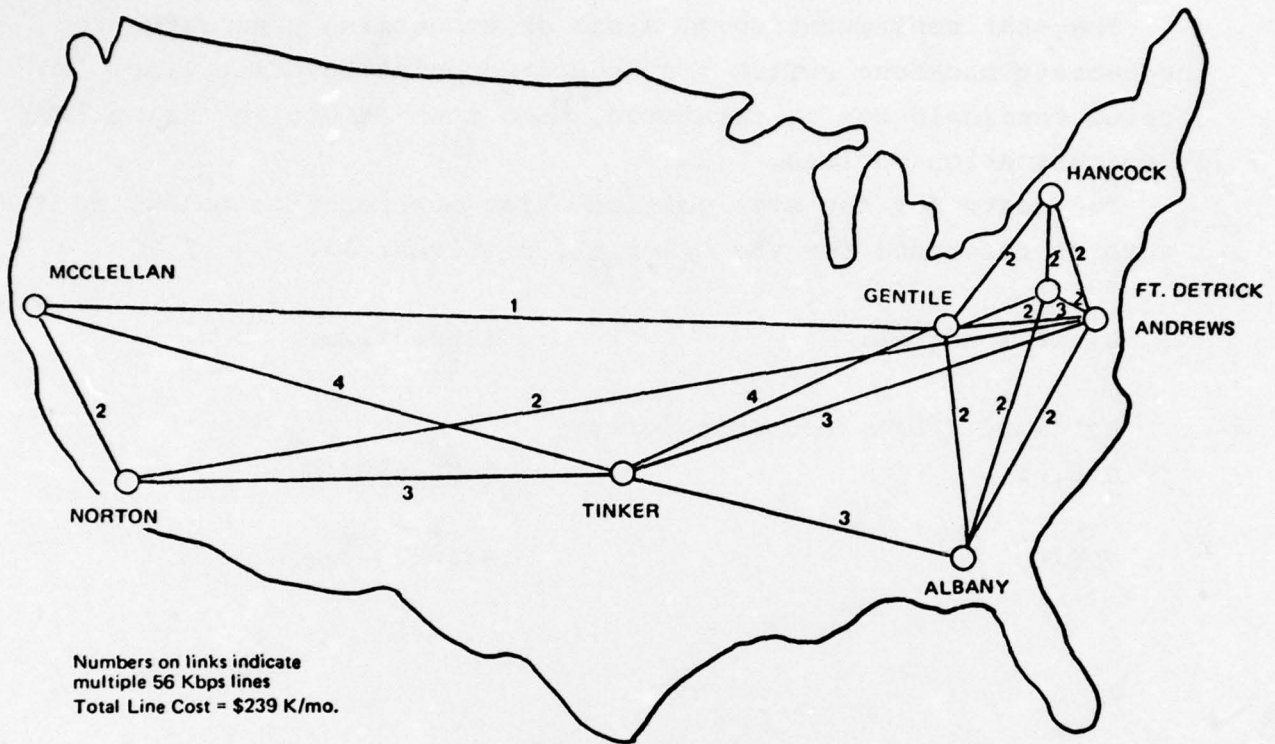 HANCOCK
MCCLELLAN
2 2 2
GENTILE
FT. DETRICK
1
2 3 2
ANDREWS
4
2
4
2
3
2 2 2
NORTON
3
TINKER
3
ALBANY
Numbers on links indicate
multiple 56 Kbps lines
Total Line Cost = $239 K/mo.